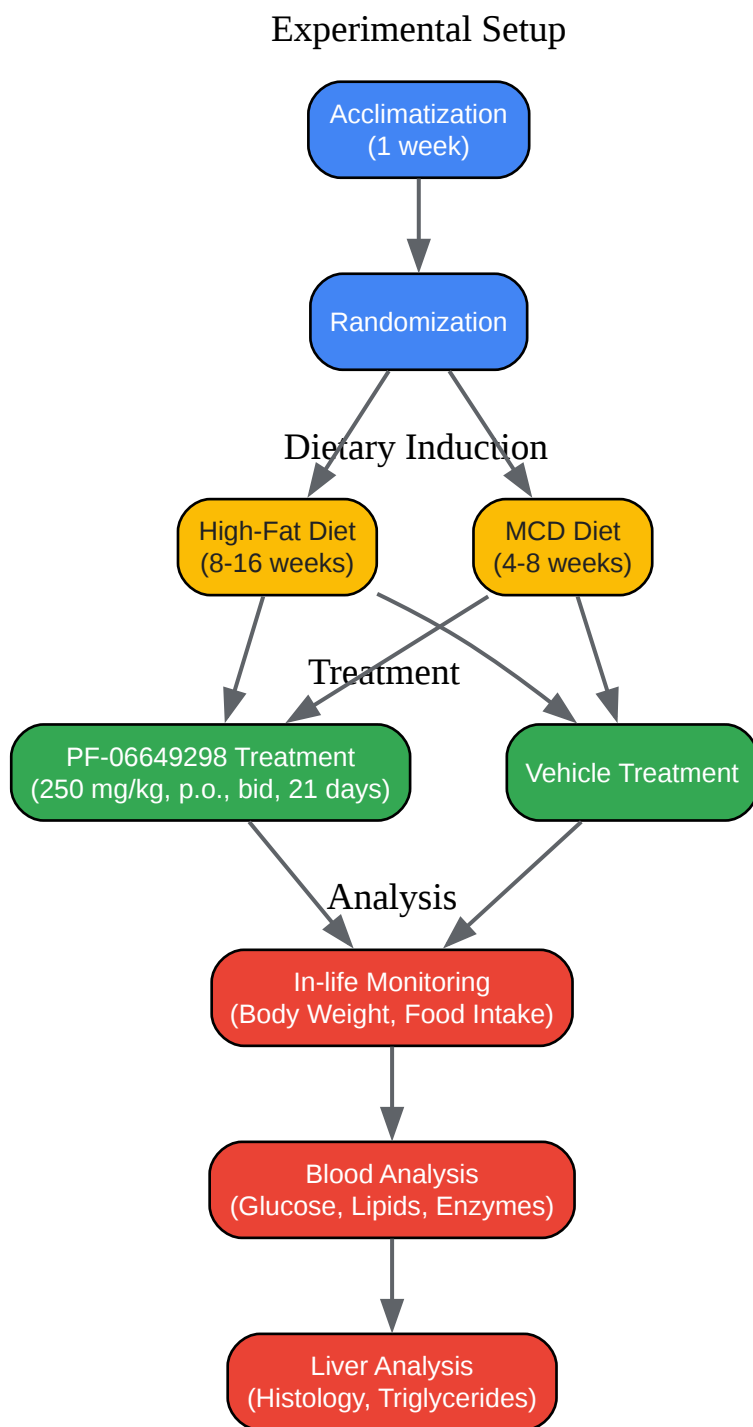 Experimental Setup
Acclimatization
(1 week)
Randomization
Dietary Induction
High-Fat Diet
(8-16 weeks)
MCD Diet
(4-8 weeks)
Treatment
PF-06649298 Treatment
(250 mg/kg, p.o., bid, 21 days)
Vehicle Treatment
Analysis
In-life Monitoring
(Body Weight, Food Intake)
Blood Analysis
(Glucose, Lipids, Enzymes)
Liver Analysis
(Histology, Triglycerides)